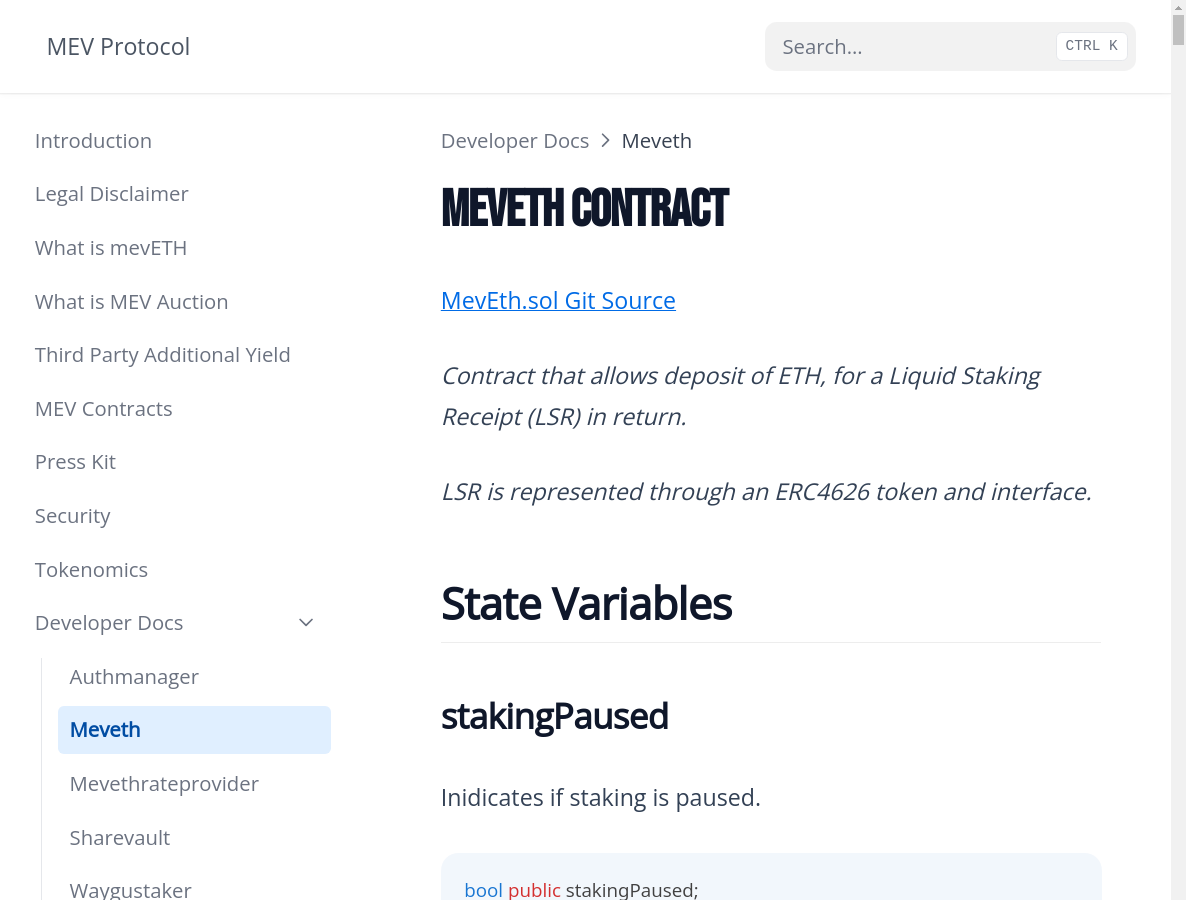 MEV Protocol
Search...
CTRL K
Introduction
Legal Disclaimer
What is mevETH
What is MEV Auction
Third Party Additional Yield
MEV Contracts
Press Kit
Security
Tokenomics
Developer Docs
Authmanager
Meveth
Mevethrateprovider
Sharevault
Waygustaker
Developer Docs > Meveth
MEVETH CONTRACT
MevEth.sol Git Source
Contract that allows deposit of ETH, for a Liquid Staking
Receipt (LSR) in return.
LSR is represented through an ERC4626 token and interface.
State Variables
stakingPaused
Inidicates if staking is paused.
bool public stakingPaused;